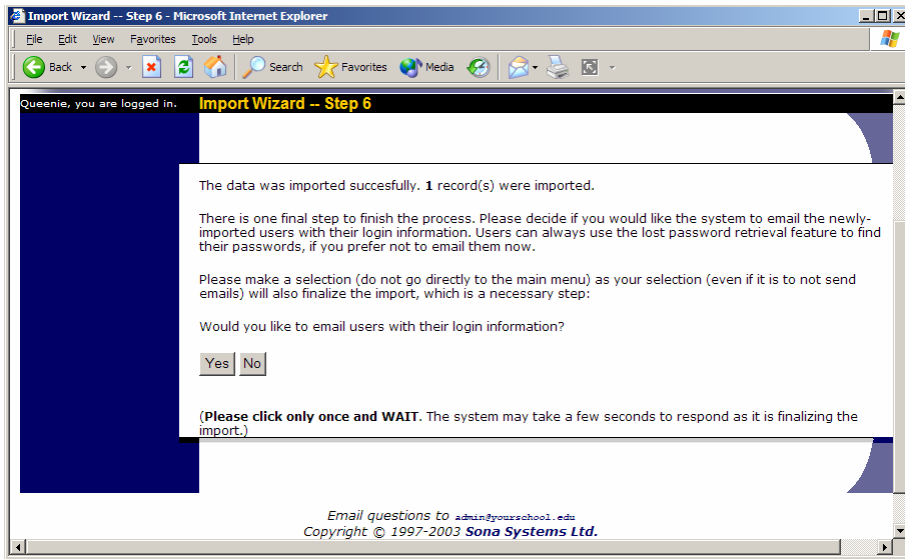 Import Wizard -- Step 6 - Microsoft Internet Explorer
File Edit View Favorites Tools Help
Back Search Favorites Media
Queenie, you are logged in. Import Wizard -- Step 6
The data was imported succesfully. 1 record(s) were imported.
There is one final step to finish the process. Please decide if you would like the system to email the newly-
imported users with their login information. Users can always use the lost password retrieval feature to find
their passwords, if you prefer not to email them now.
Please make a selection (do not go directly to the main menu) as your selection (even if it is to not send
emails) will also finalize the import, which is a necessary step:
Would you like to email users with their login information?
Yes No
(Please click only once and WAIT. The system may take a few seconds to respond as it is finalizing the
import.)
Email questions to admin@yourschool.edu
Copyright © 1997-2003 Sona Systems Ltd.